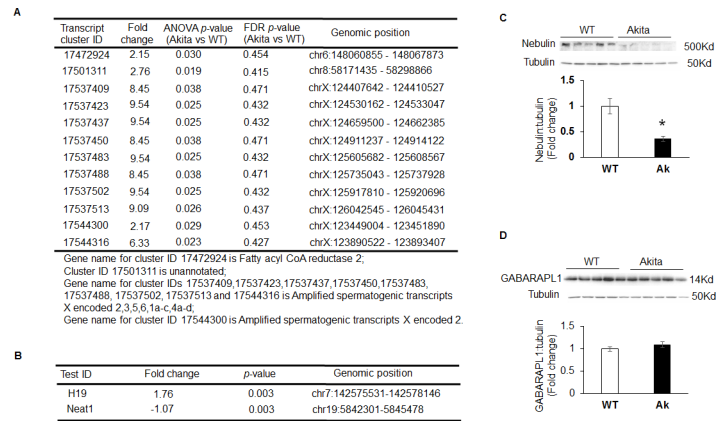 A
Transcript cluster ID Fold change ANOVA p-value (Akita vs WT) FDR p-value (Akita vs WT) Genomic position
17472924 2.15 0.030 0.454 chr6:148060855 - 148067873
17501311 2.76 0.019 0.415 chr8:58171435 - 58298866
17537409 8.45 0.038 0.471 chrX:124407642 - 124410527
17537423 9.54 0.025 0.432 chrX:124530162 - 124533047
17537437 9.54 0.025 0.432 chrX:124659500 - 124662385
17537450 8.45 0.038 0.471 chrX:124911237 - 124914122
17537483 9.54 0.025 0.432 chrX:125605682 - 125608567
17537488 8.45 0.038 0.471 chrX:125735043 - 125737928
17537502 9.54 0.025 0.432 chrX:125917810 - 125920696
17537513 9.09 0.026 0.437 chrX:126042545 - 126045431
17544300 2.17 0.029 0.453 chrX:123449004 - 123451890
17544316 6.33 0.023 0.427 chrX:123890522 - 123893407
Gene name for cluster ID 17472924 is Fatty acyl CoA reductase 2;
Cluster ID 17501311 is unannotated;
Gene name for cluster IDs 17537409,17537423,17537437,17537450,17537483,
17537488, 17537502, 17537513 and 17544316 is Amplified spermatogenic transcripts
X encoded 2,3,5,6,1a-c,4a-d;
Gene name for cluster ID 17544300 is Amplified spermatogenic transcripts X encoded 2.
B
Test ID Fold change p-value Genomic position
H19 1.76 0.003 chr7:142575531-142578146
Neat1 -1.07 0.003 chr19:5842301-5845478
C
WT Akita
Nebulin 500Kd
Tubulin 50Kd
Nebulin:tubulin
(Fold change)
1.5
1
0.5
0
*
WT Ak
D
WT Akita
GABARAPL1 14Kd
Tubulin 50Kd
GABARAPL1:tubulin
(Fold change)
1.5
1
0.5
0
WT Ak